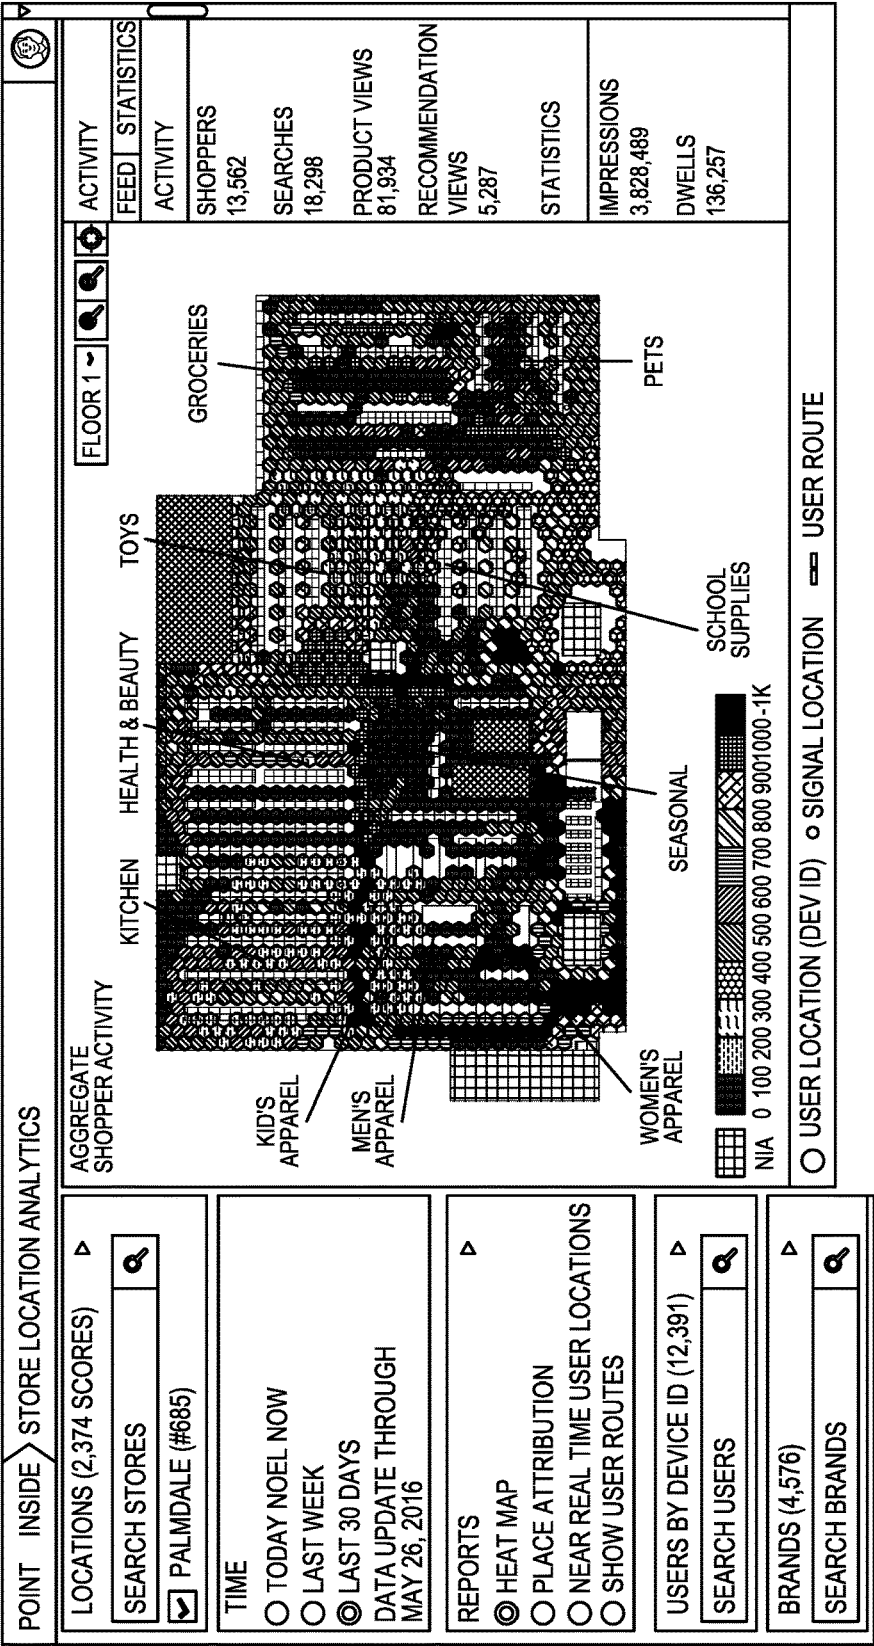 POINT INSIDE STORE LOCATION ANALYTICS
LOCATIONS (2,374 SCORES)
SEARCH STORES
PALMDALE (#685)
TIME
TODAY NOEL NOW
LAST WEEK
LAST 30 DAYS
DATA UPDATE THROUGH
MAY 26, 2016
REPORTS
HEAT MAP
PLACE ATTRIBUTION
NEAR REAL TIME USER LOCATIONS
SHOW USER ROUTES
USERS BY DEVICE ID (12,391)
SEARCH USERS
BRANDS (4,576)
SEARCH BRANDS
AGGREGATE
SHOPPER ACTIVITY
FLOOR 1
KITCHEN
HEALTH & BEAUTY
TOYS
GROCERIES
KID'S
APPAREL
MEN'S
APPAREL
WOMEN'S
APPAREL
SEASONAL
SCHOOL
SUPPLIES
PETS
NIA 0 100 200 300 400 500 600 700 800 9001000-1K
USER LOCATION (DEV ID) SIGNAL LOCATION USER ROUTE
ACTIVITY
FEED STATISTICS
ACTIVITY
SHOPPERS
13,562
SEARCHES
18,298
PRODUCT VIEWS
81,934
RECOMMENDATION
VIEWS
5,287
STATISTICS
IMPRESSIONS
3,828,489
DWELLS
136,257